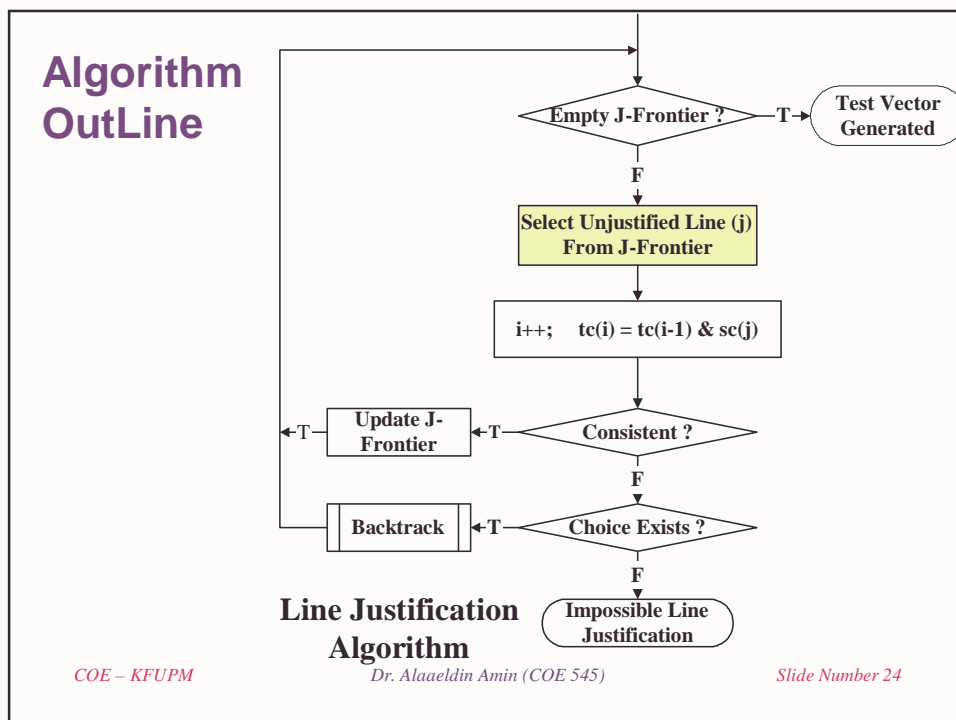 Algorithm
OutLine
Empty J-Frontier ?
T
Test Vector
Generated
F
Select Unjustified Line (j)
From J-Frontier
i++; tc(i) = tc(i-1) & sc(j)
Consistent ?
T
Update J-
Frontier
T
F
Choice Exists ?
T
Backtrack
F
Impossible Line
Justification
Line Justification
Algorithm
COE – KFUPM
Dr. Alaaeldin Amin (COE 545)
Slide Number 24